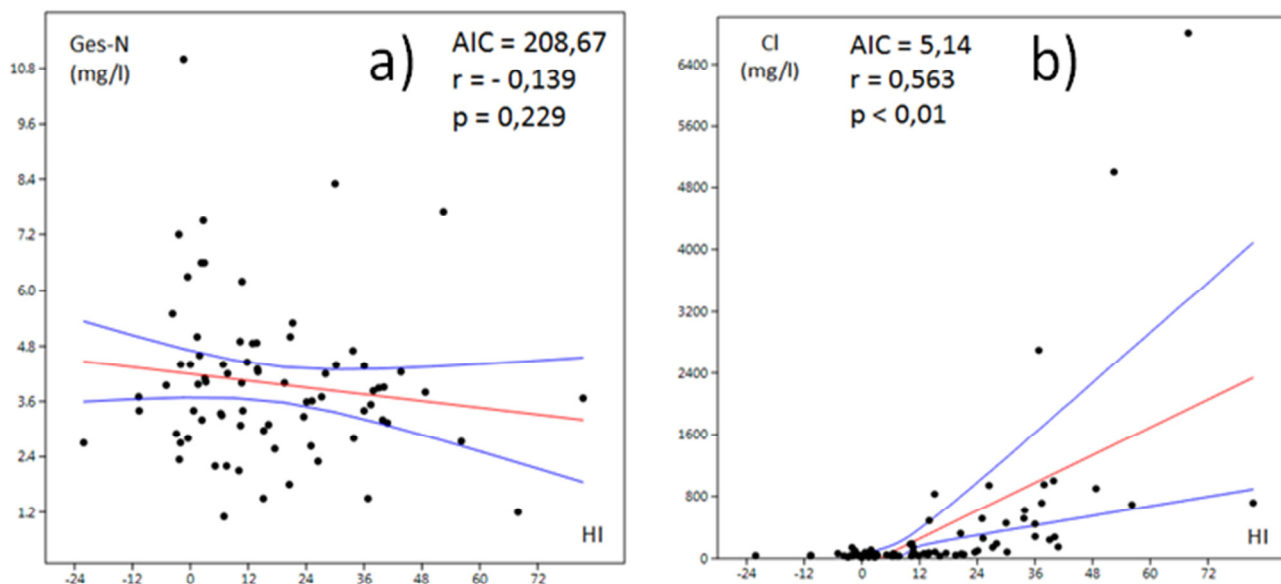 Ges-N
(mg/l)
a)
AIC = 208,67
r = - 0,139
p = 0,229
10.8
9.6
8.4
7.2
6.0
4.8
3.6
2.4
1.2
HI
-24 -12 0 12 24 36 48 60 72
Cl
(mg/l)
AIC = 5,14
r = 0,563
p < 0,01
b)
6400
5600
4800
4000
3200
2400
1600
800
0
HI
-24 -12 0 12 24 36 48 60 72